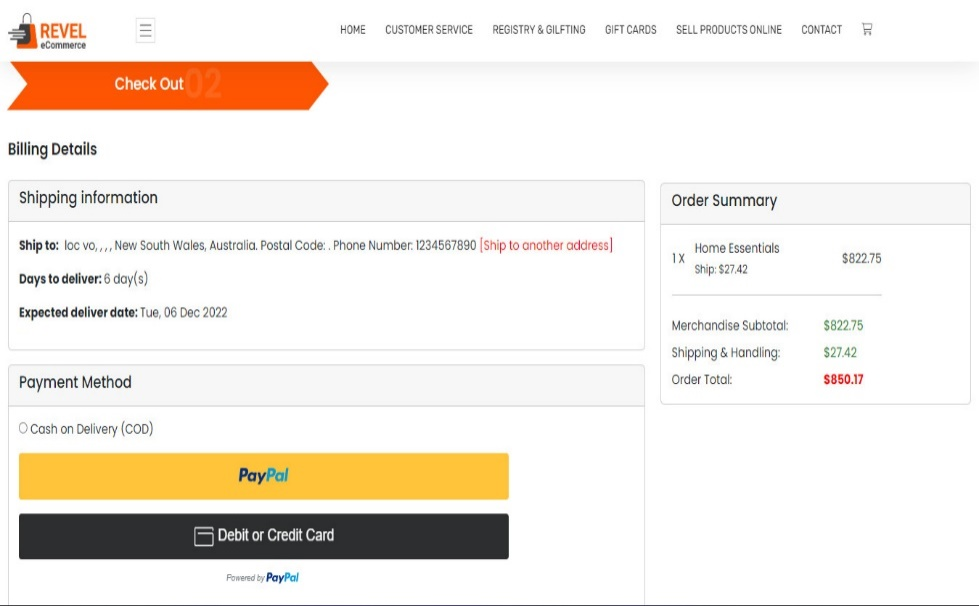 REVEL
eCommerce
HOME CUSTOMER SERVICE REGISTRY & GILFTING GIFT CARDS SELL PRODUCTS ONLINE CONTACT
Check Out 02
Billing Details
Shipping information
Ship to: loc vo, , , , New South Wales, Australia. Postal Code: . Phone Number: 1234567890 [Ship to another address]
Days to deliver: 6 day(s)
Expected deliver date: Tue, 06 Dec 2022
Payment Method
Cash on Delivery (COD)
PayPal
Debit or Credit Card
Powered by PayPal
Order Summary
1 X Home Essentials $822.75
Ship: $27.42
Merchandise Subtotal: $822.75
Shipping & Handling: $27.42
Order Total: $850.17